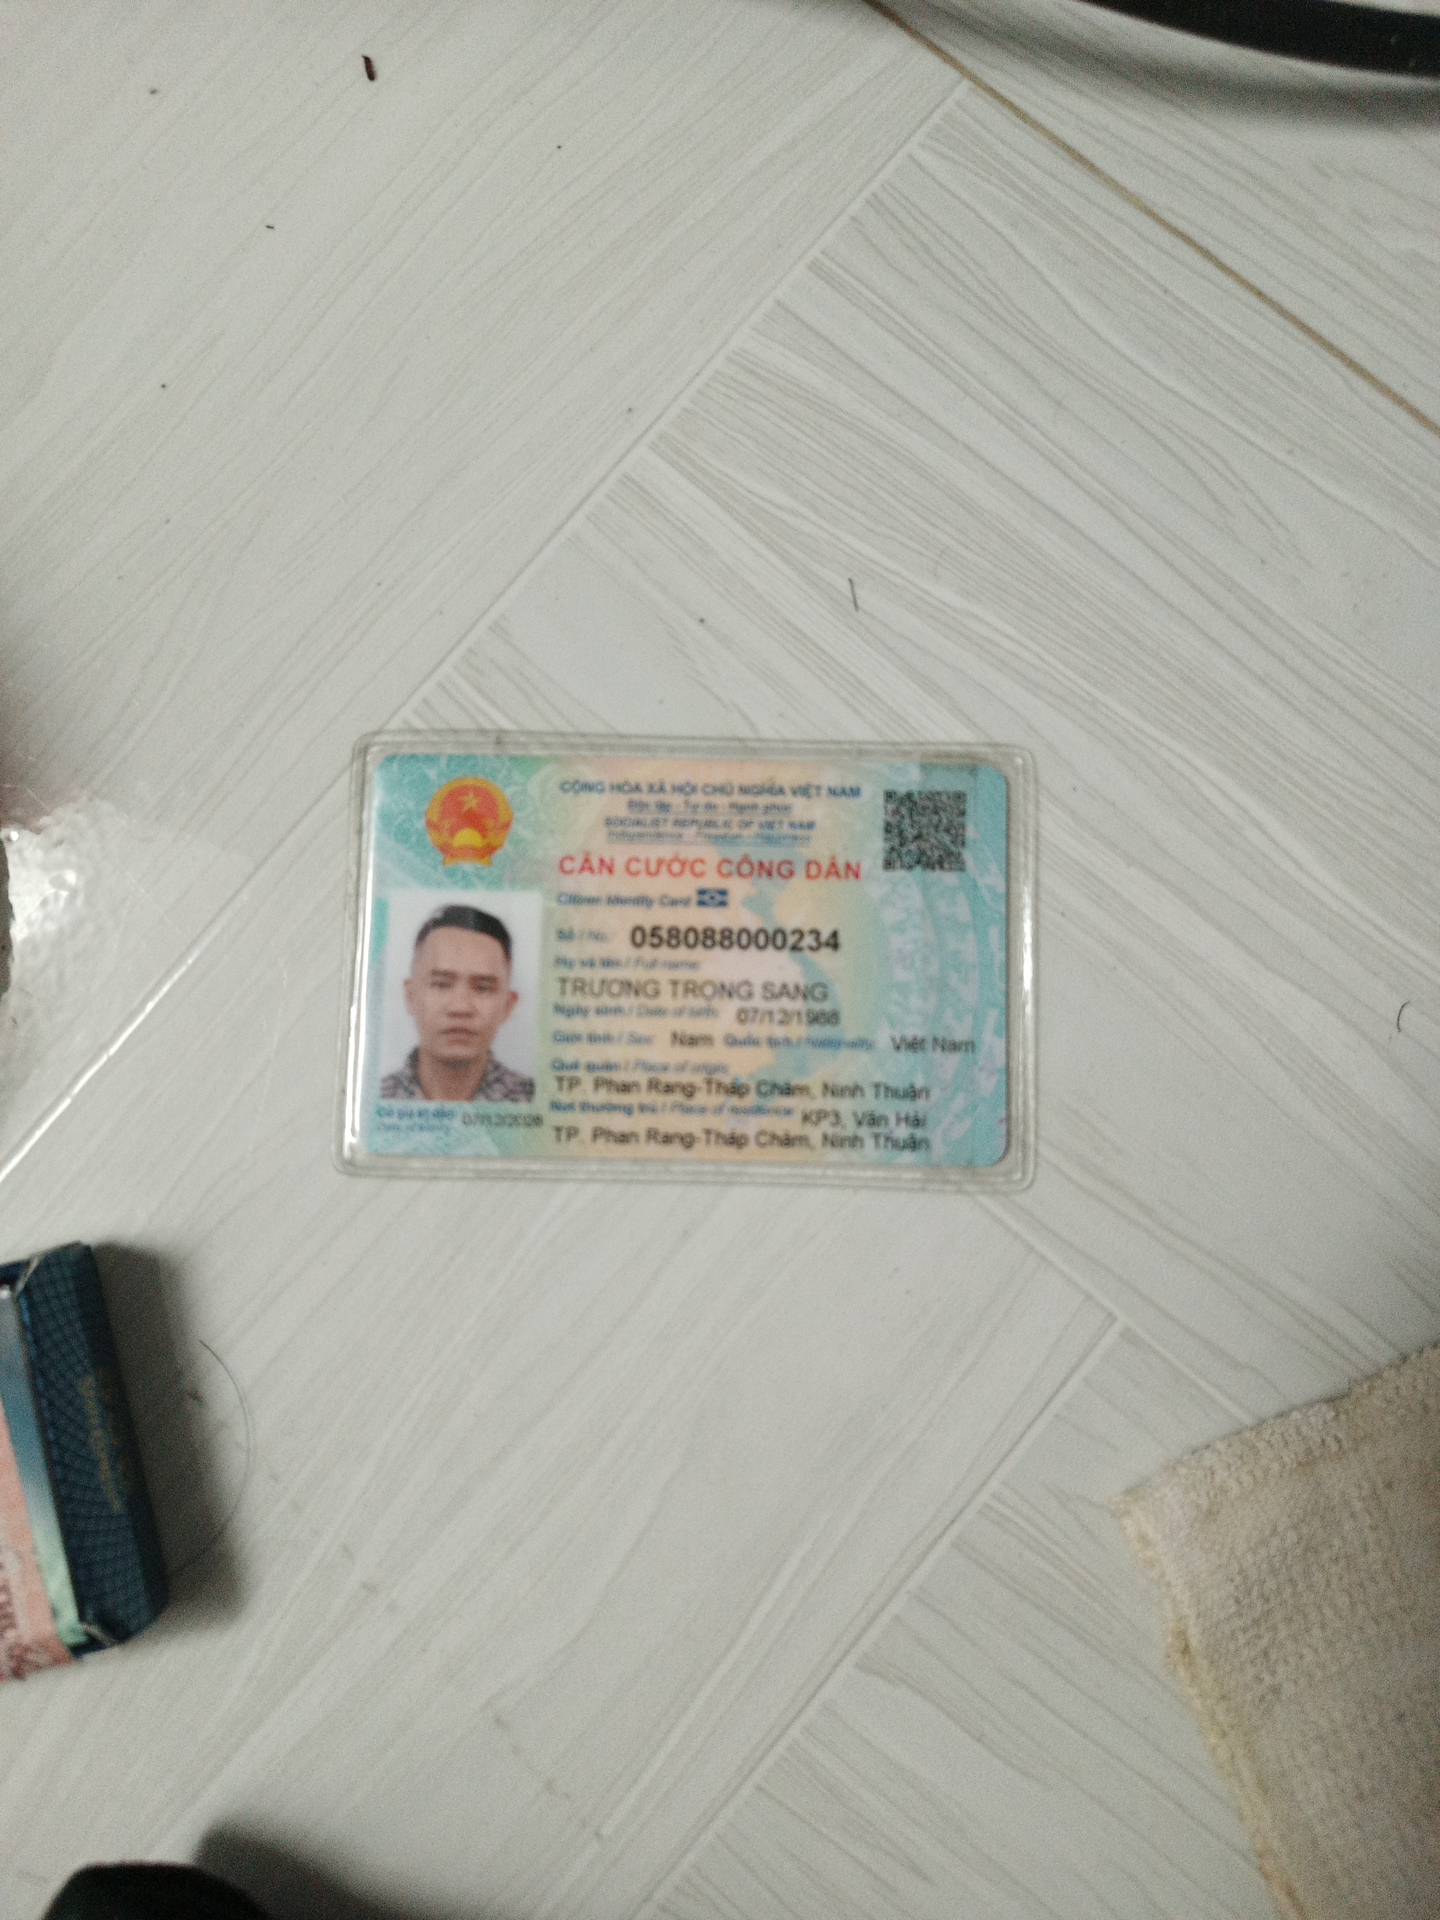 CỘNG HÒA XÃ HỘI CHỦ NGHĨA VIỆT NAM
Độc lập - Tự do - Hạnh phúc
SOCIALIST REPUBLIC OF VIET NAM
Independence - Freedom - Happiness
CĂN CƯỚC CÔNG DÂN
Citizen Identity Card
Số / No.: 058088000234
Họ và tên / Full name:
TRƯƠNG TRỌNG SANG
Ngày sinh / Date of birth: 07/12/1988
Giới tính / Sex: Nam Quốc tịch / Nationality: Việt Nam
Quê quán / Place of origin:
TP. Phan Rang-Tháp Chàm, Ninh Thuận
Nơi thường trú / Place of residence: KP3, Văn Hải
TP. Phan Rang-Tháp Chàm, Ninh Thuận
Có giá trị đến: 07/12/2028
Date of expiry